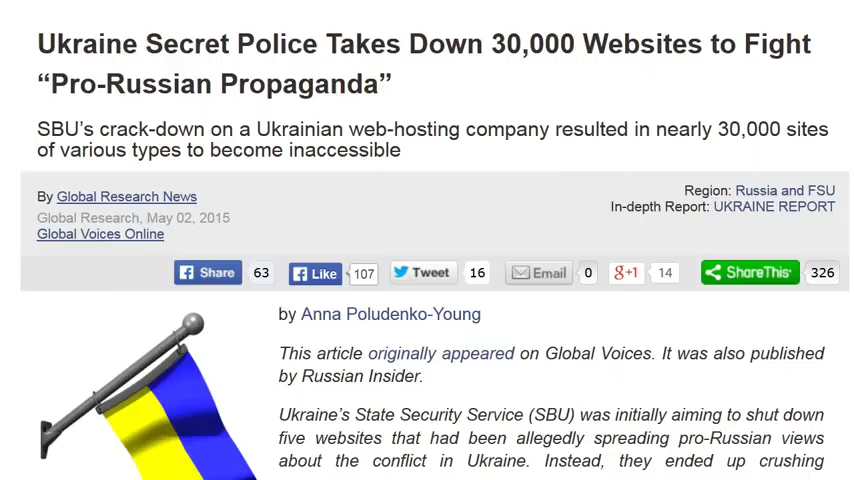 Ukraine Secret Police Takes Down 30,000 Websites to Fight
“Pro-Russian Propaganda”
SBU’s crack-down on a Ukrainian web-hosting company resulted in nearly 30,000 sites
of various types to become inaccessible
By Global Research News
Global Research, May 02, 2015
Global Voices Online
Region: Russia and FSU
In-depth Report: UKRAINE REPORT
Share 63 Like 107 Tweet 16 Email 0 g+1 14 ShareThis 326
by Anna Poludenko-Young
This article originally appeared on Global Voices. It was also published
by Russian Insider.
Ukraine’s State Security Service (SBU) was initially aiming to shut down
five websites that had been allegedly spreading pro-Russian views
about the conflict in Ukraine. Instead, they ended up crushing